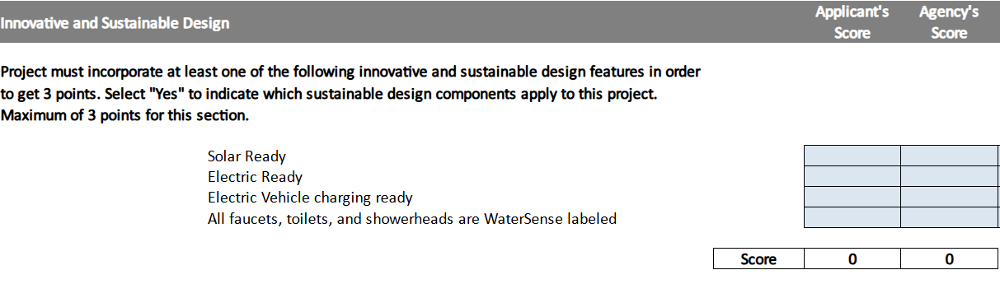 Innovative and Sustainable Design
Applicant's Score
Agency's Score
Project must incorporate at least one of the following innovative and sustainable design features in order
to get 3 points. Select "Yes" to indicate which sustainable design components apply to this project.
Maximum of 3 points for this section.
Solar Ready
Electric Ready
Electric Vehicle charging ready
All faucets, toilets, and showerheads are WaterSense labeled
Score 0 0